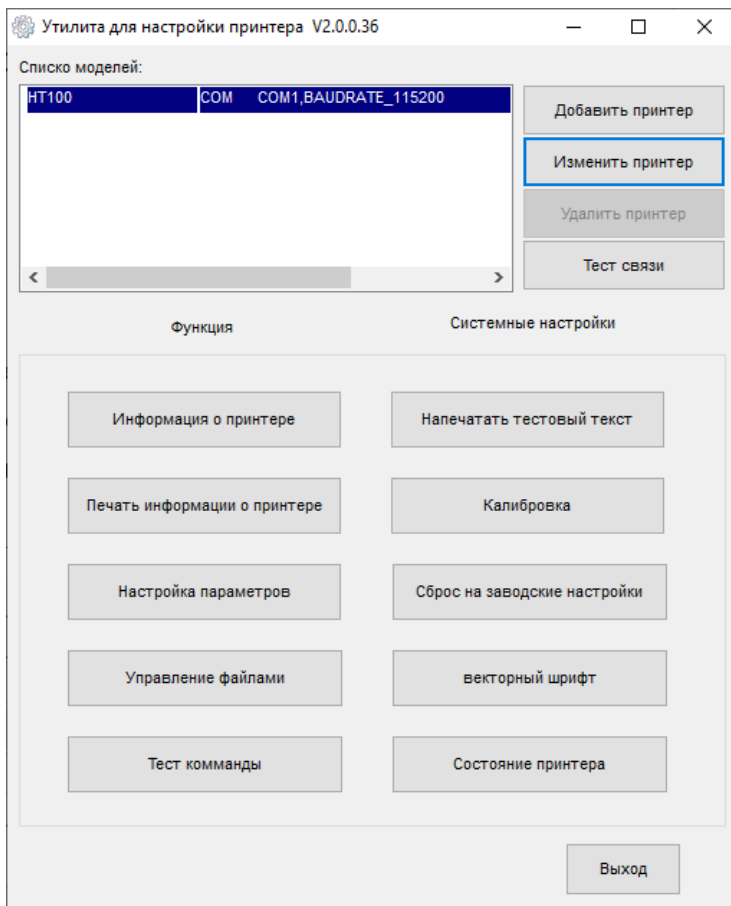 Утилита для настройки принтера V2.0.0.36
Списко моделей:
HT100 COM COM1,BAUDRATE_115200
Добавить принтер
Изменить принтер
Удалить принтер
Тест связи
Функция
Системные настройки
Информация о принтере
Напечатать тестовый текст
Печать информации о принтере
Калибровка
Настройка параметров
Сброс на заводские настройки
Управление файлами
векторный шрифт
Тест комманды
Состояние принтера
Выход